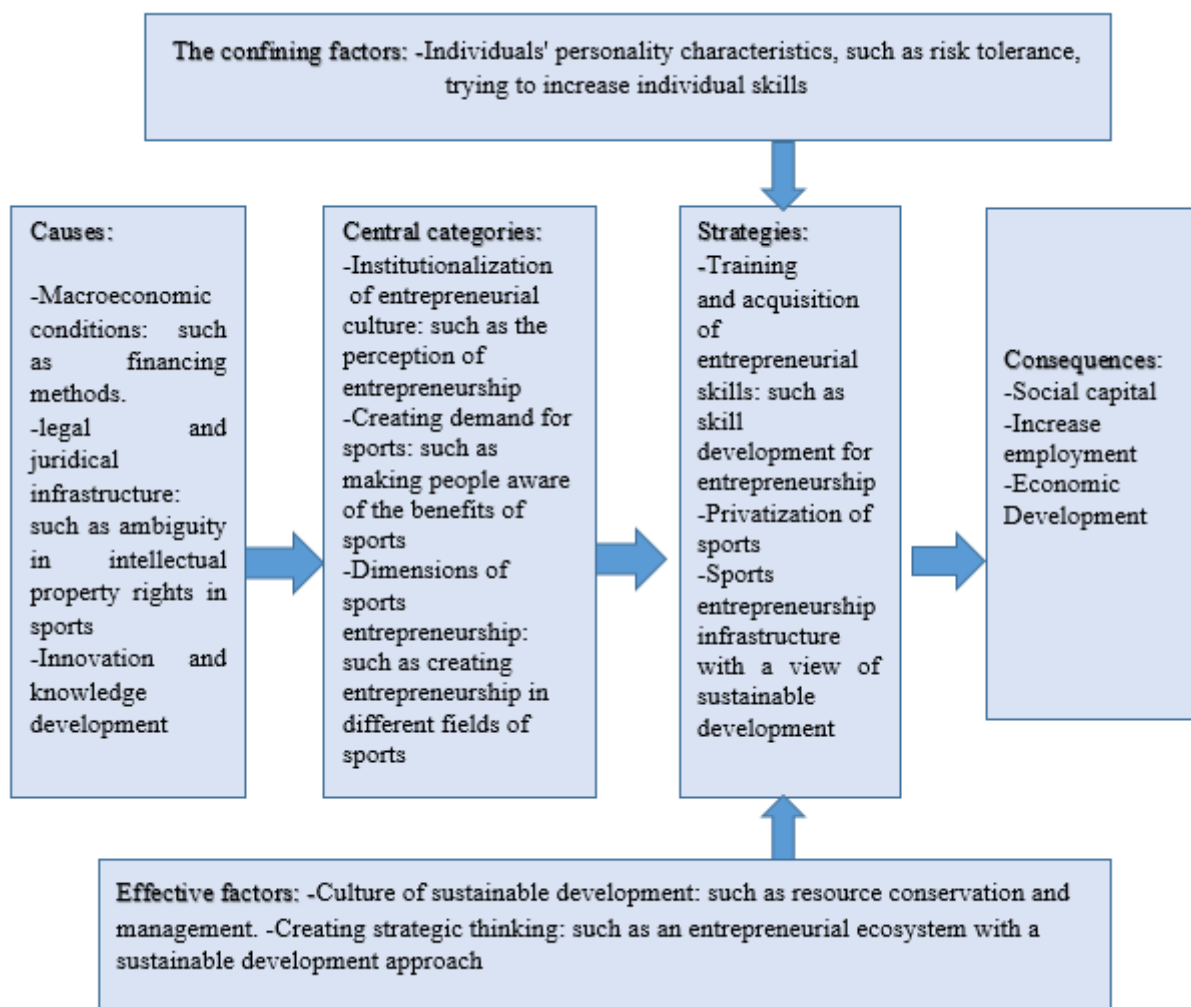 The confining factors: -Individuals' personality characteristics, such as risk tolerance,
trying to increase individual skills
Causes:
-Macroeconomic
conditions: such
as financing
methods.
-legal and
juridical
infrastructure:
such as ambiguity
in intellectual
property rights in
sports
-Innovation and
knowledge
development
Central categories:
-Institutionalization
of entrepreneurial
culture: such as the
perception of
entrepreneurship
-Creating demand for
sports: such as
making people aware
of the benefits of
sports
-Dimensions of
sports
entrepreneurship:
such as creating
entrepreneurship in
different fields of
sports
Strategies:
-Training
and acquisition
of
entrepreneurial
skills: such as
skill
development for
entrepreneurship
-Privatization of
sports
-Sports
entrepreneurship
infrastructure
with a view of
sustainable
development
Consequences:
-Social capital
-Increase
employment
-Economic
Development
Effective factors: -Culture of sustainable development: such as resource conservation and
management. -Creating strategic thinking: such as an entrepreneurial ecosystem with a
sustainable development approach